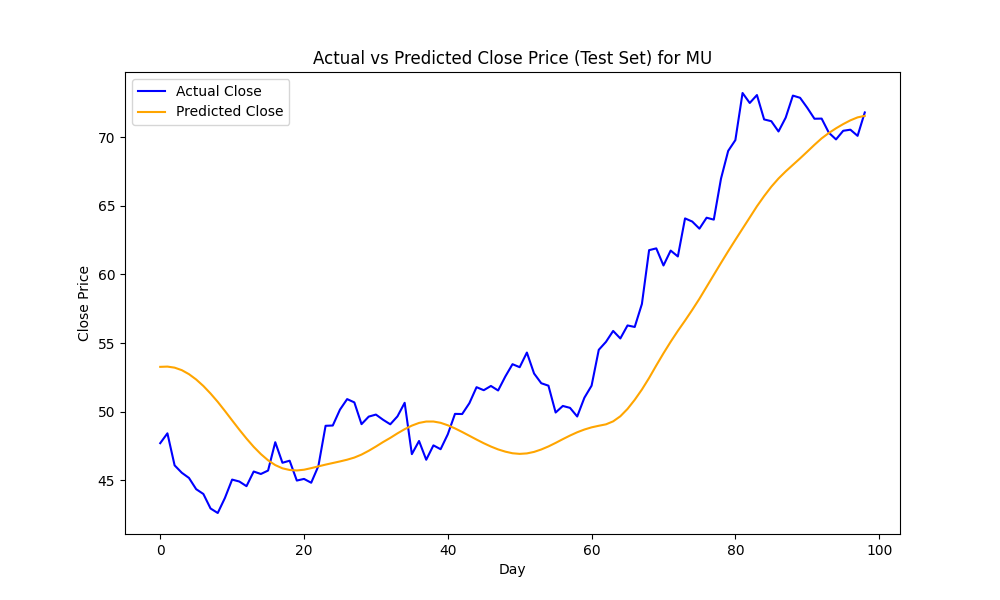 Actual vs Predicted Close Price (Test Set) for MU
Actual Close
Predicted Close
Close Price
70
65
60
55
50
45
0 20 40 60 80 100
Day